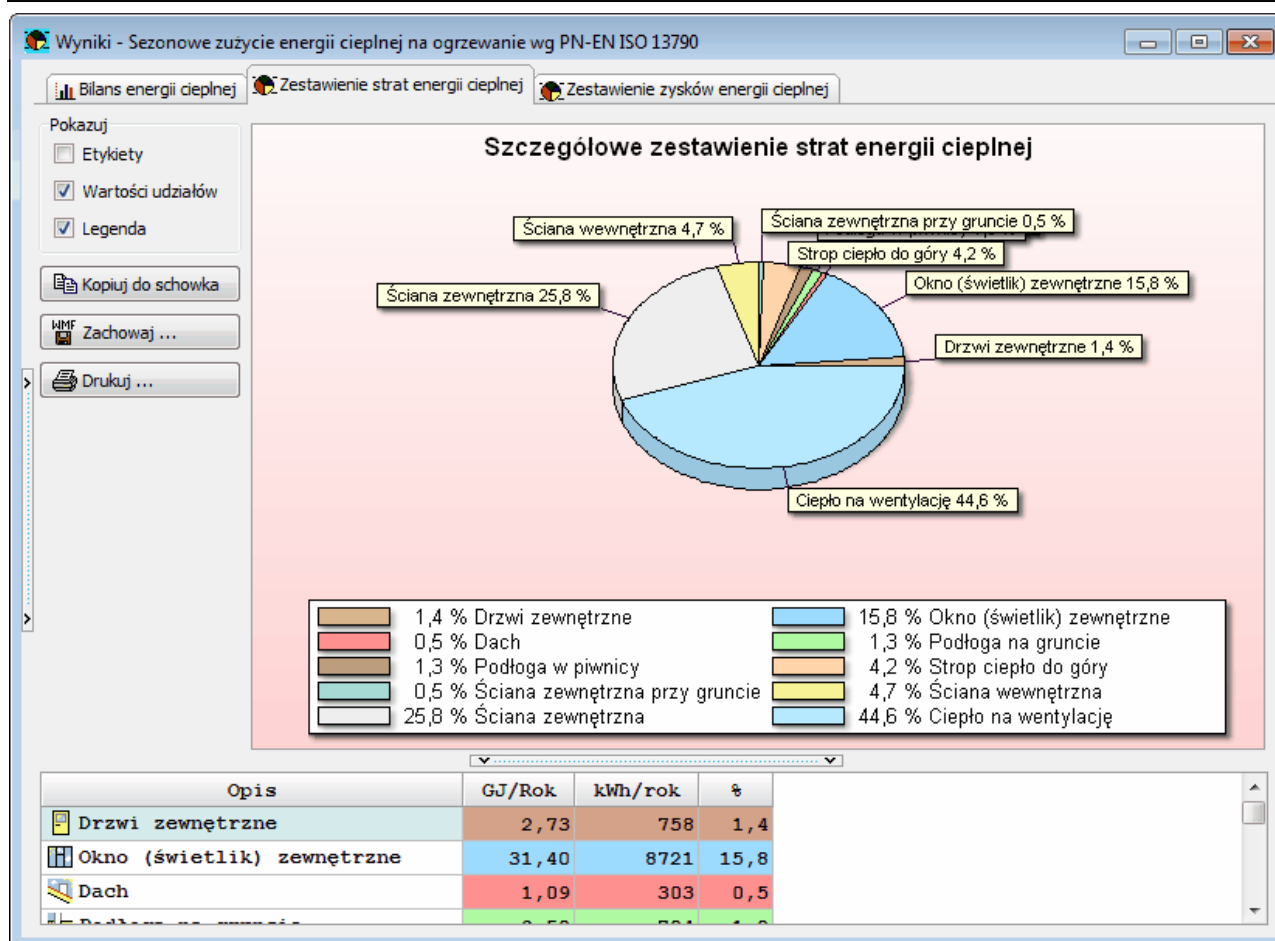 Wyniki - Sezonowe zużycie energii cieplnej na ogrzewanie wg PN-EN ISO 13790
Bilans energii cieplnej
Zestawienie strat energii cieplnej
Zestawienie zysków energii cieplnej
Pokazuj
Etykiety
Wartości udziałów
Legenda
Kopiuj do schowka
WMF
Zachowaj ...
Drukuj ...
Szczegółowe zestawienie strat energii cieplnej
Ściana wewnętrzna 4,7 %
Ściana zewnętrzna przy gruncie 0,5 %
Strop ciepło do góry 4,2 %
Okno (świetlik) zewnętrzne 15,8 %
Ściana zewnętrzna 25,8 %
Drzwi zewnętrzne 1,4 %
Ciepło na wentylację 44,6 %
1,4 % Drzwi zewnętrzne
15,8 % Okno (świetlik) zewnętrzne
0,5 % Dach
1,3 % Podłoga na gruncie
1,3 % Podłoga w piwnicy
4,2 % Strop ciepło do góry
0,5 % Ściana zewnętrzna przy gruncie
4,7 % Ściana wewnętrzna
25,8 % Ściana zewnętrzna
44,6 % Ciepło na wentylację
Opis GJ/Rok kWh/rok %
Drzwi zewnętrzne 2,73 758 1,4
Okno (świetlik) zewnętrzne 31,40 8721 15,8
Dach 1,09 303 0,5